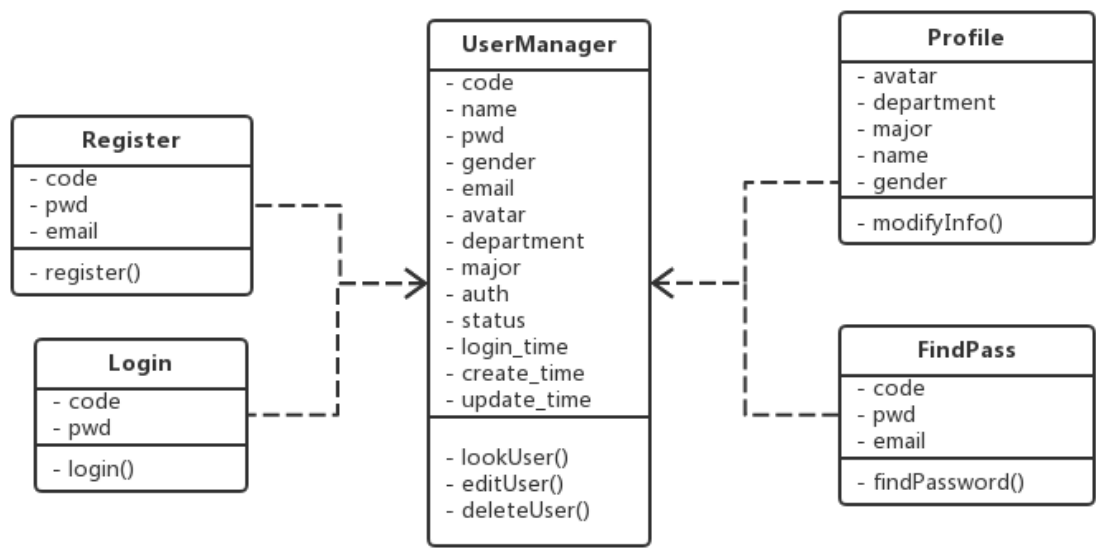 Register
- code
- pwd
- email
- register()
Login
- code
- pwd
- login()
UserManager
- code
- name
- pwd
- gender
- email
- avatar
- department
- major
- auth
- status
- login_time
- create_time
- update_time
- lookUser()
- editUser()
- deleteUser()
Profile
- avatar
- department
- major
- name
- gender
- modifyInfo()
FindPass
- code
- pwd
- email
- findPassword()